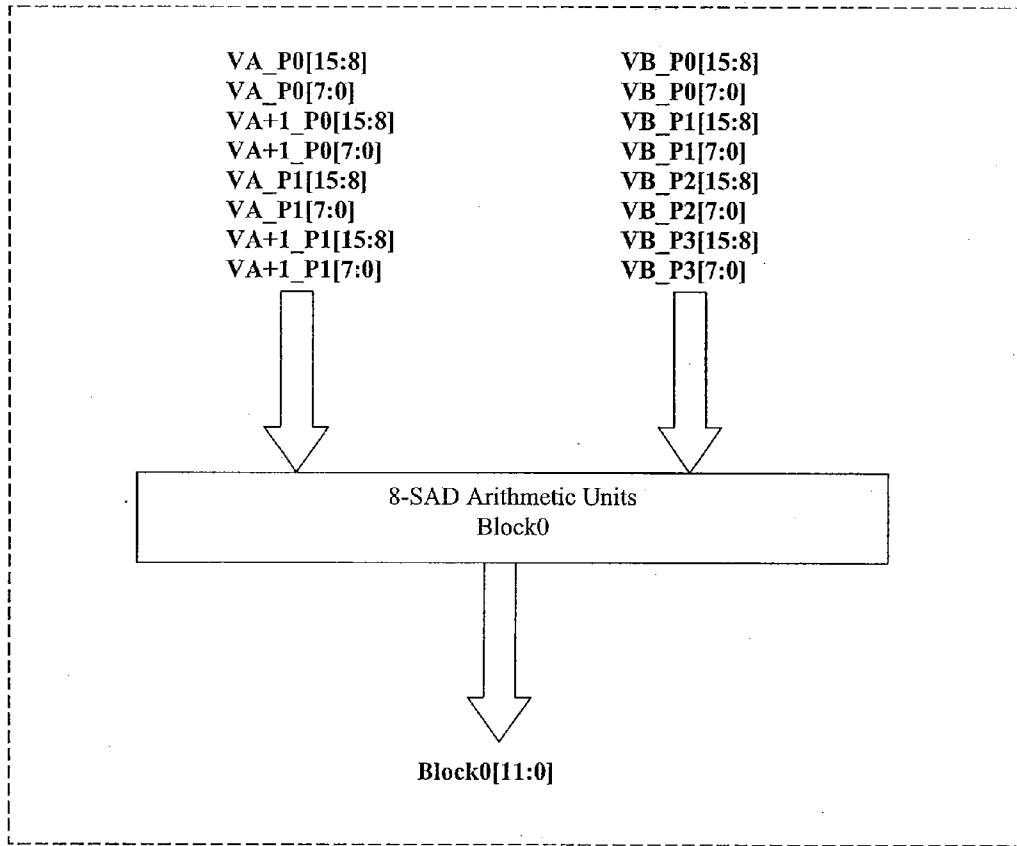 VA_P0[15:8]
VA_P0[7:0]
VA+1_P0[15:8]
VA+1_P0[7:0]
VA_P1[15:8]
VA_P1[7:0]
VA+1_P1[15:8]
VA+1_P1[7:0]
VB_P0[15:8]
VB_P0[7:0]
VB_P1[15:8]
VB_P1[7:0]
VB_P2[15:8]
VB_P2[7:0]
VB_P3[15:8]
VB_P3[7:0]
8-SAD Arithmetic Units
Block0
Block0[11:0]